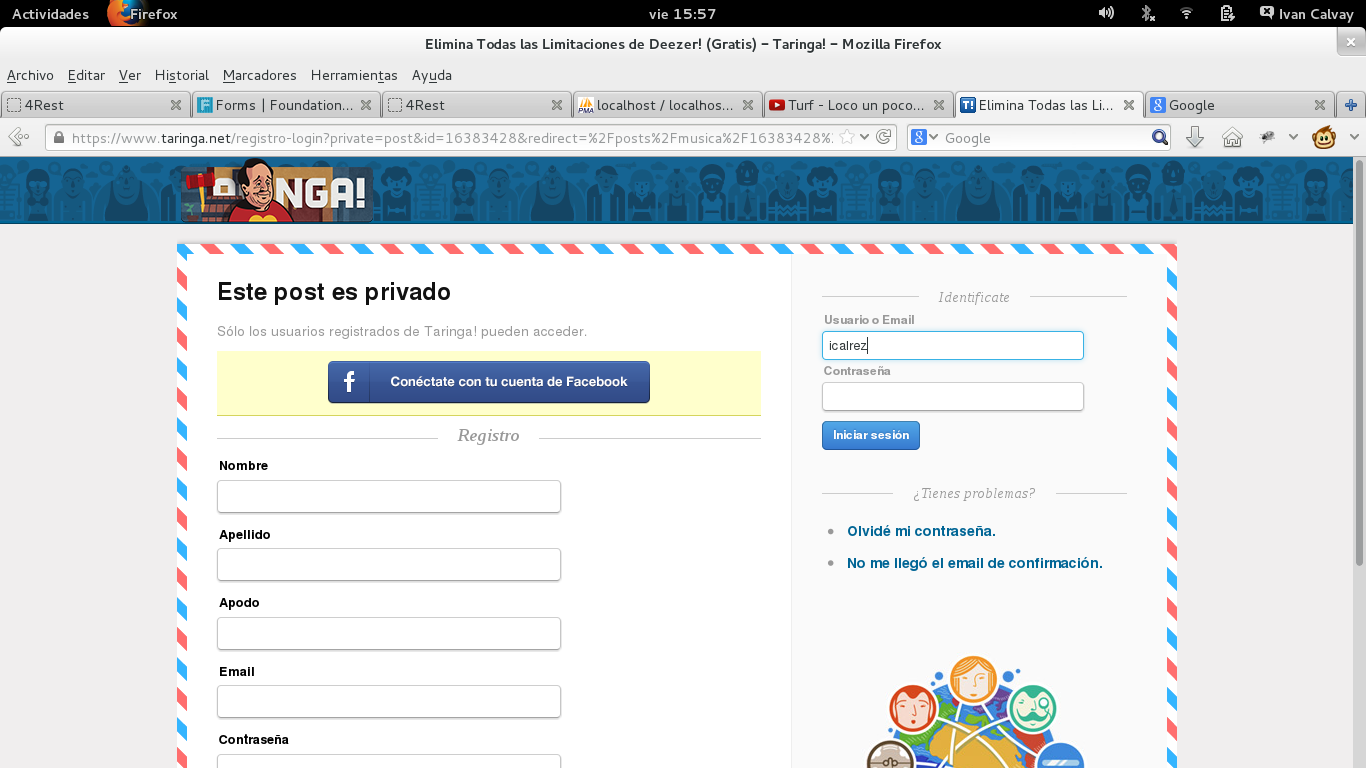 Actividades Firefox vie 15:57 Ivan Calvay
Elimina Todas las Limitaciones de Deezer! (Gratis) – Taringa! – Mozilla Firefox
Archivo Editar Ver Historial Marcadores Herramientas Ayuda
4Rest Forms | Foundation... 4Rest localhost / localhos... Turf - Loco un poco... Elimina Todas las Li... Google
https://www.taringa.net/registro-login?private=post&id=16383428&redirect=%2Fposts%2Fmusica%2F16383428% Google
TARINGA!
Este post es privado
Sólo los usuarios registrados de Taringa! pueden acceder.
Conéctate con tu cuenta de Facebook
Registro
Nombre
Apellido
Apodo
Email
Contraseña
Identificate
Usuario o Email
icalrez
Contraseña
Iniciar sesión
¿Tienes problemas?
Olvidé mi contraseña.
No me llegó el email de confirmación.